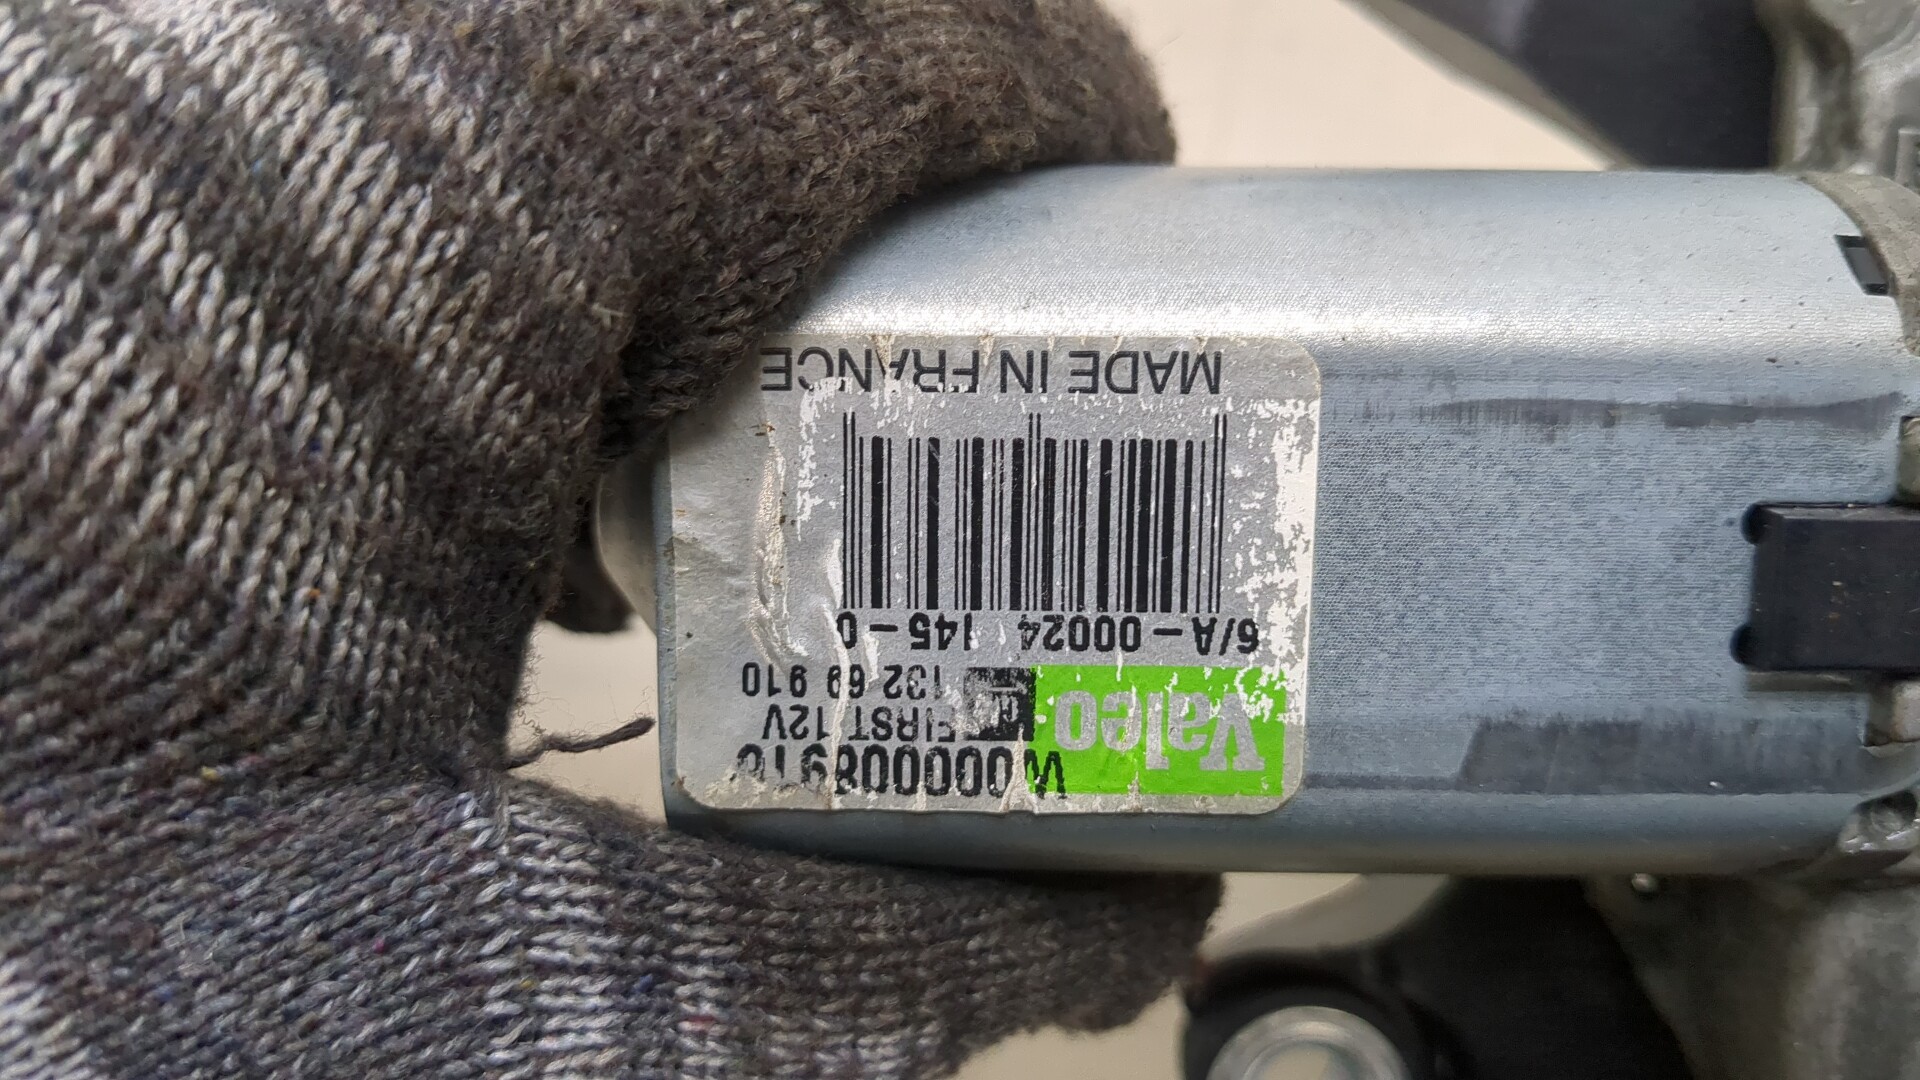 W000008910
Valeo
FIRST 12V
132 69 910
6/A-00024 145-0
MADE IN FRANCE